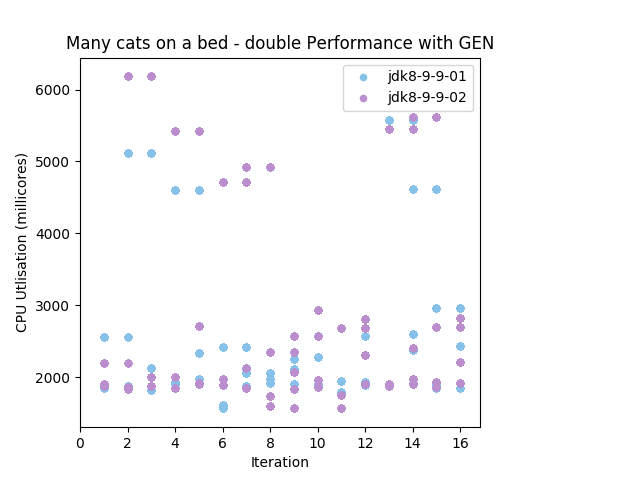 Many cats on a bed - double Performance with GEN
jdk8-9-9-01
jdk8-9-9-02
CPU Utlisation (millicores)
6000
5000
4000
3000
2000
0 2 4 6 8 10 12 14 16
Iteration